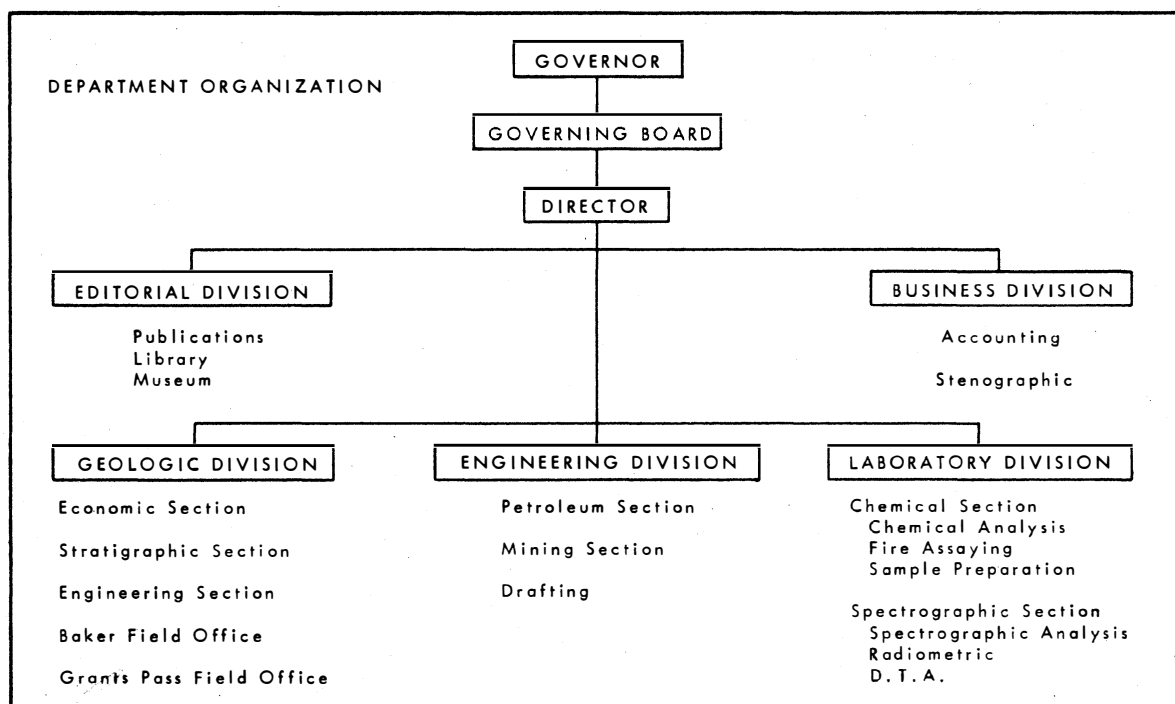 DEPARTMENT ORGANIZATION
GOVERNOR
GOVERNING BOARD
DIRECTOR
EDITORIAL DIVISION
Publications
Library
Museum
BUSINESS DIVISION
Accounting
Stenographic
GEOLOGIC DIVISION
Economic Section
Stratigraphic Section
Engineering Section
Baker Field Office
Grants Pass Field Office
ENGINEERING DIVISION
Petroleum Section
Mining Section
Drafting
LABORATORY DIVISION
Chemical Section
Chemical Analysis
Fire Assaying
Sample Preparation
Spectrographic Section
Spectrographic Analysis
Radiometric
D.T.A.